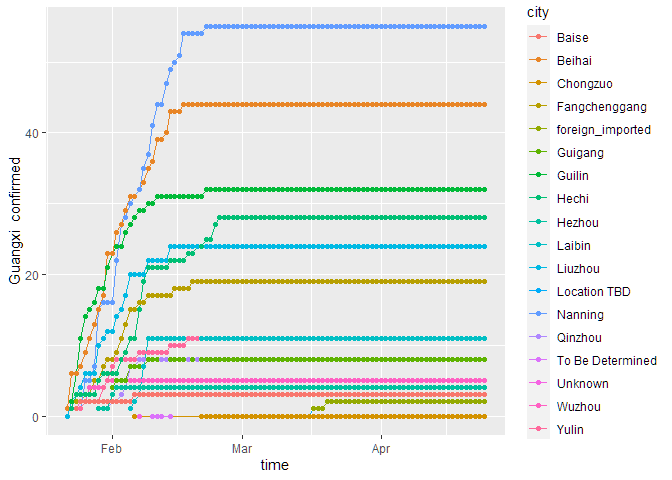 city
Baise
Beihai
Chongzuo
Fangchenggang
foreign_imported
Guigang
Guilin
Hechi
Hezhou
Laibin
Liuzhou
Location TBD
Nanning
Qinzhou
To Be Determined
Unknown
Wuzhou
Yulin
Guangxi confirmed
40
20
0
Feb
Mar
Apr
time